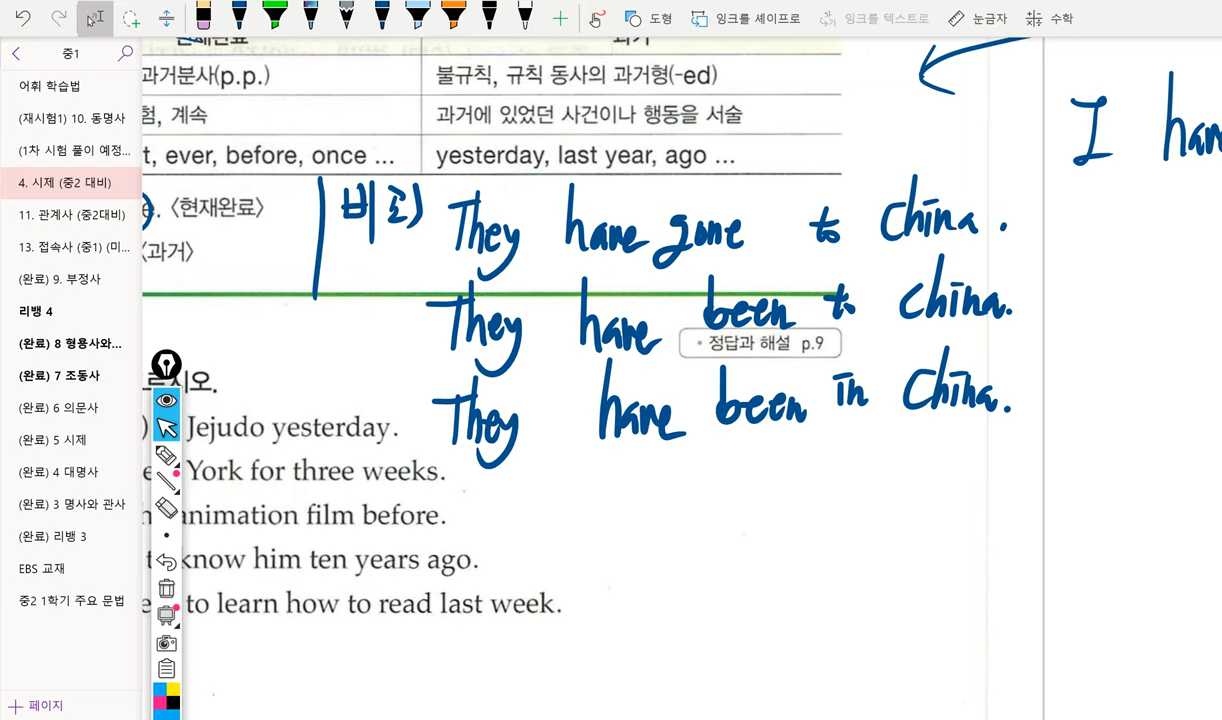 도형 잉크를 셰이프로 잉크를 텍스트로 눈금자 수학
중1
어휘 학습법
(재시험1) 10. 동명사
(1차 시험 풀이 예정...
4. 시제 (중2 대비)
11. 관계사 (중2대비)
13. 접속사 (중1) (미...
(완료) 9. 부정사
리뱅 4
(완료) 8 형용사와...
(완료) 7 조동사
(완료) 6 의문사
(완료) 5 시제
(완료) 4 대명사
(완료) 3 명사와 관사
(완료) 리뱅 3
EBS 교재
중2 1학기 주요 문법
페이지
과거분사(p.p.) 불규칙, 규칙 동사의 과거형(-ed)
험, 계속 과거에 있었던 사건이나 행동을 서술
t, ever, before, once ... yesterday, last year, ago ...
e. <현재완료>
<과거>
비교) They have gone to China.
They have been to China.
They have been in China.
I
• 정답과 해설 p.9
르시오.
) Jejudo yesterday.
York for three weeks.
animation film before.
know him ten years ago.
to learn how to read last week.